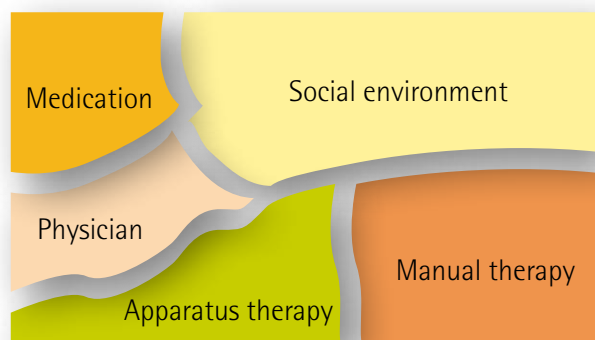 Medication
Social environment
Physician
Manual therapy
Apparatus therapy